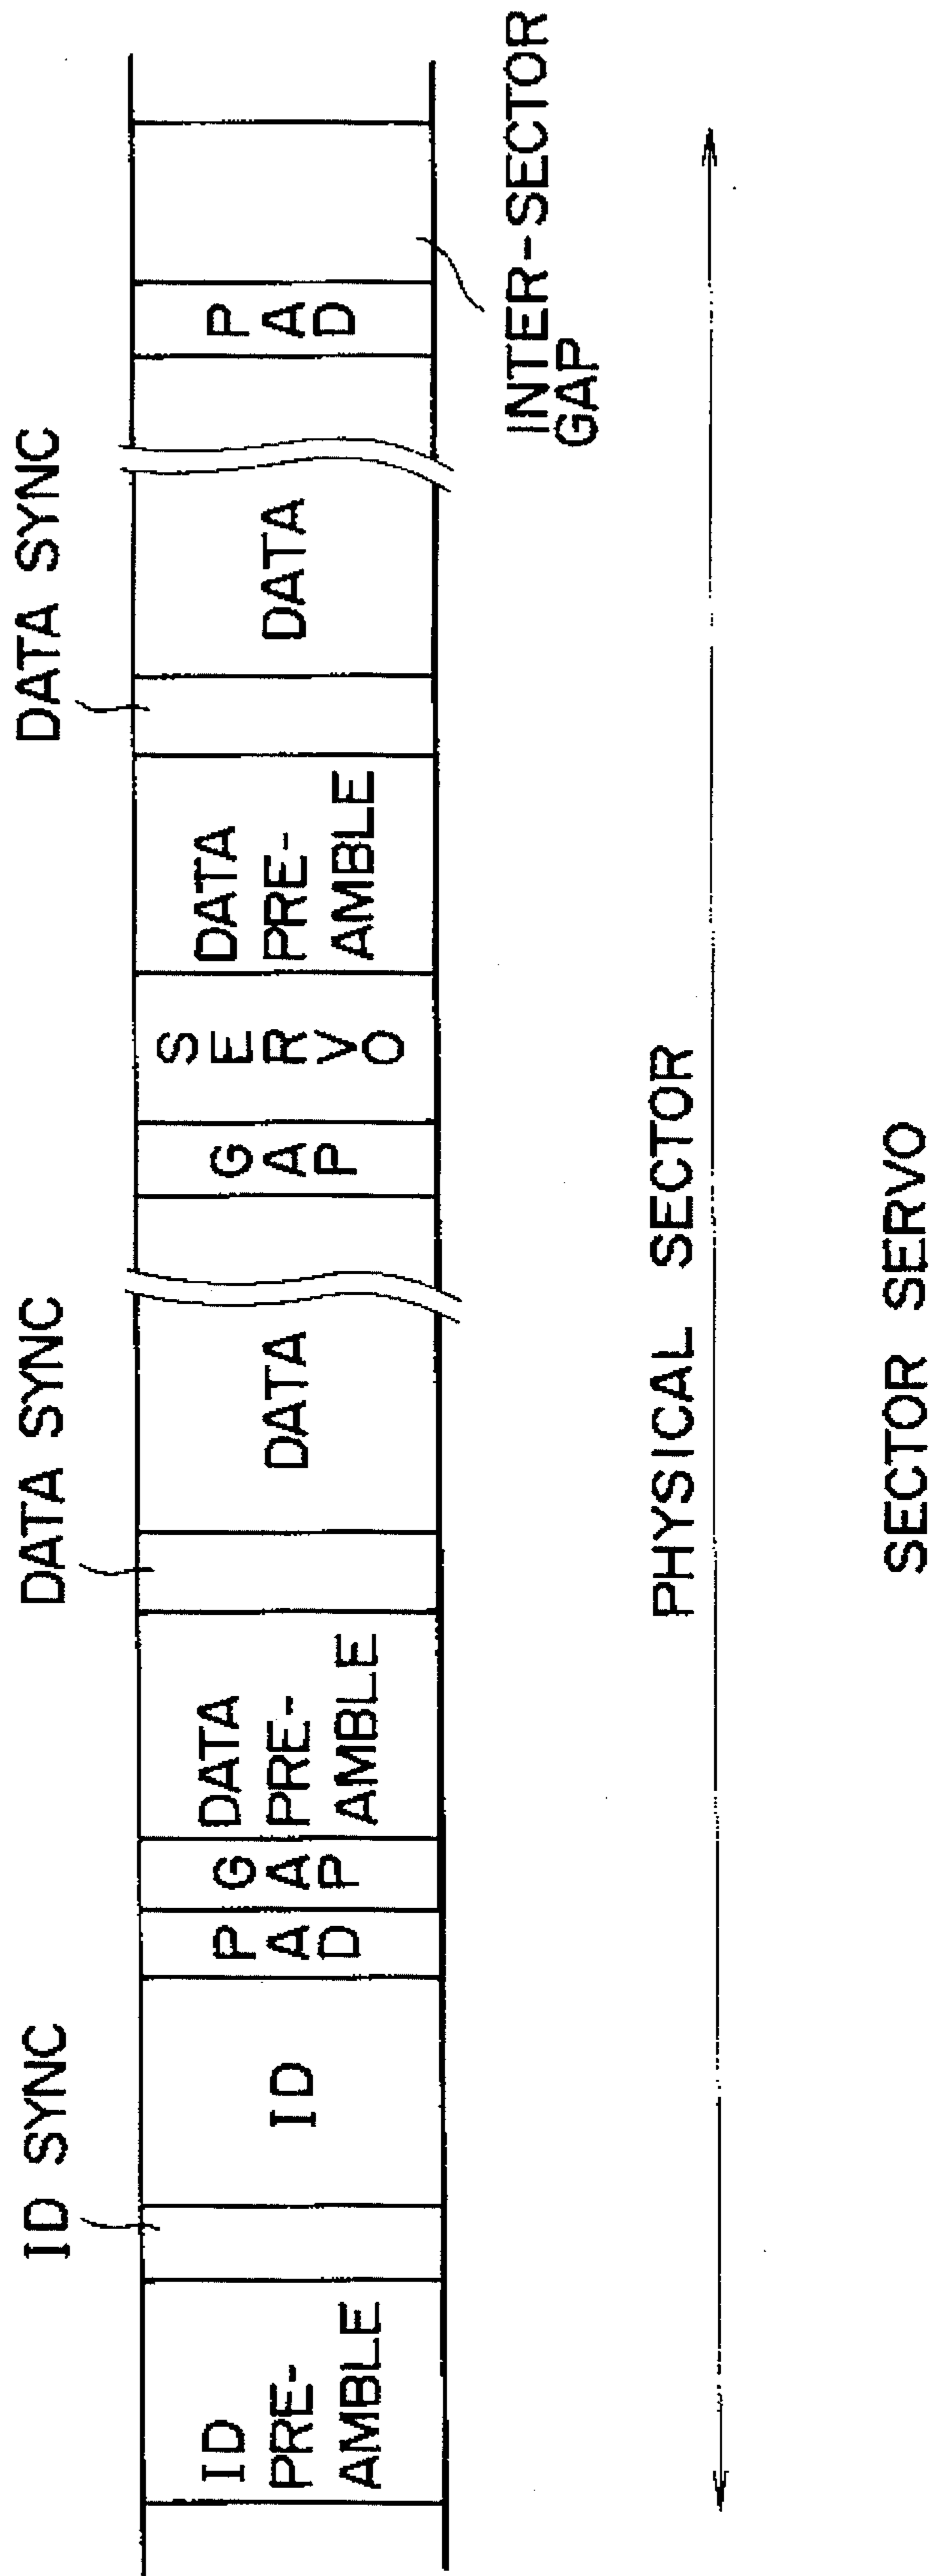 ID SYNC
DATA SYNC
DATA SYNC
ID
PRE-
AMBLE
ID
PAD
GAP
DATA
PRE-
AMBLE
DATA
GAP
SERVO
DATA
PRE-
AMBLE
DATA
PAD
INTER-SECTOR
GAP
PHYSICAL SECTOR
SECTOR SERVO